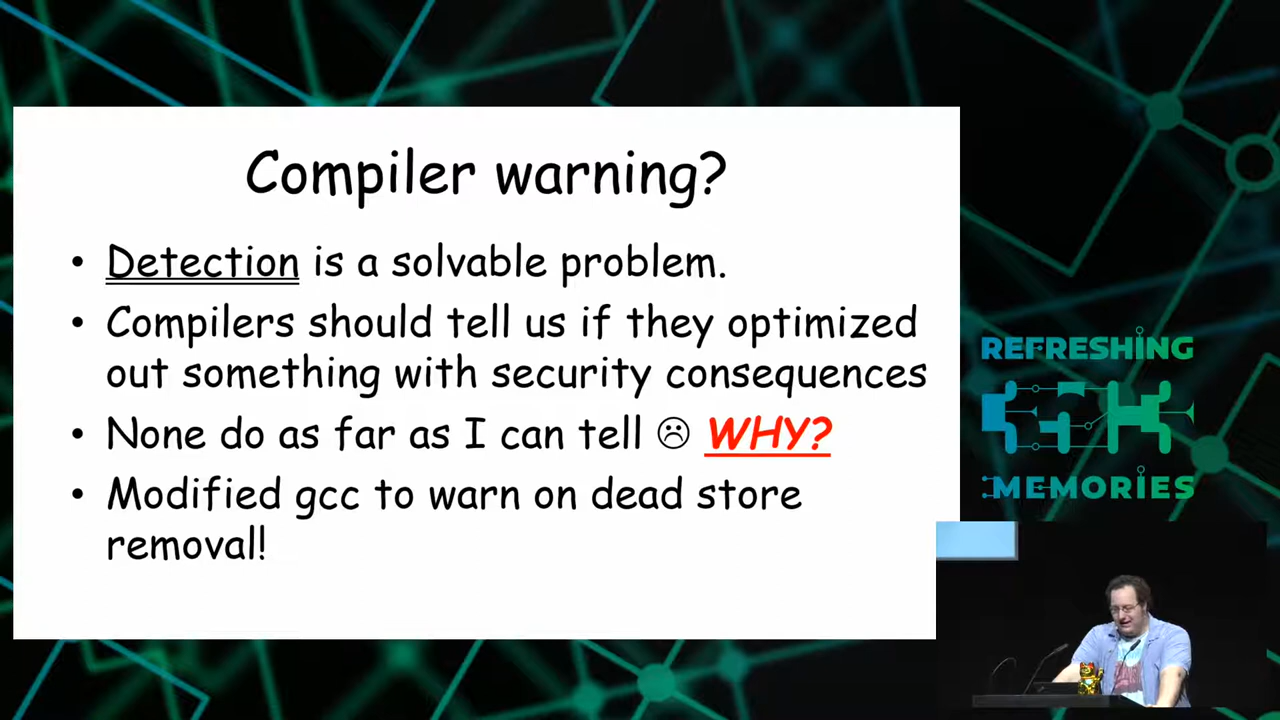 Compiler warning?
• Detection is a solvable problem.
• Compilers should tell us if they optimized
out something with security consequences
• None do as far as I can tell ☹ WHY?
• Modified gcc to warn on dead store
removal!
REFRESHING
MEMORIES